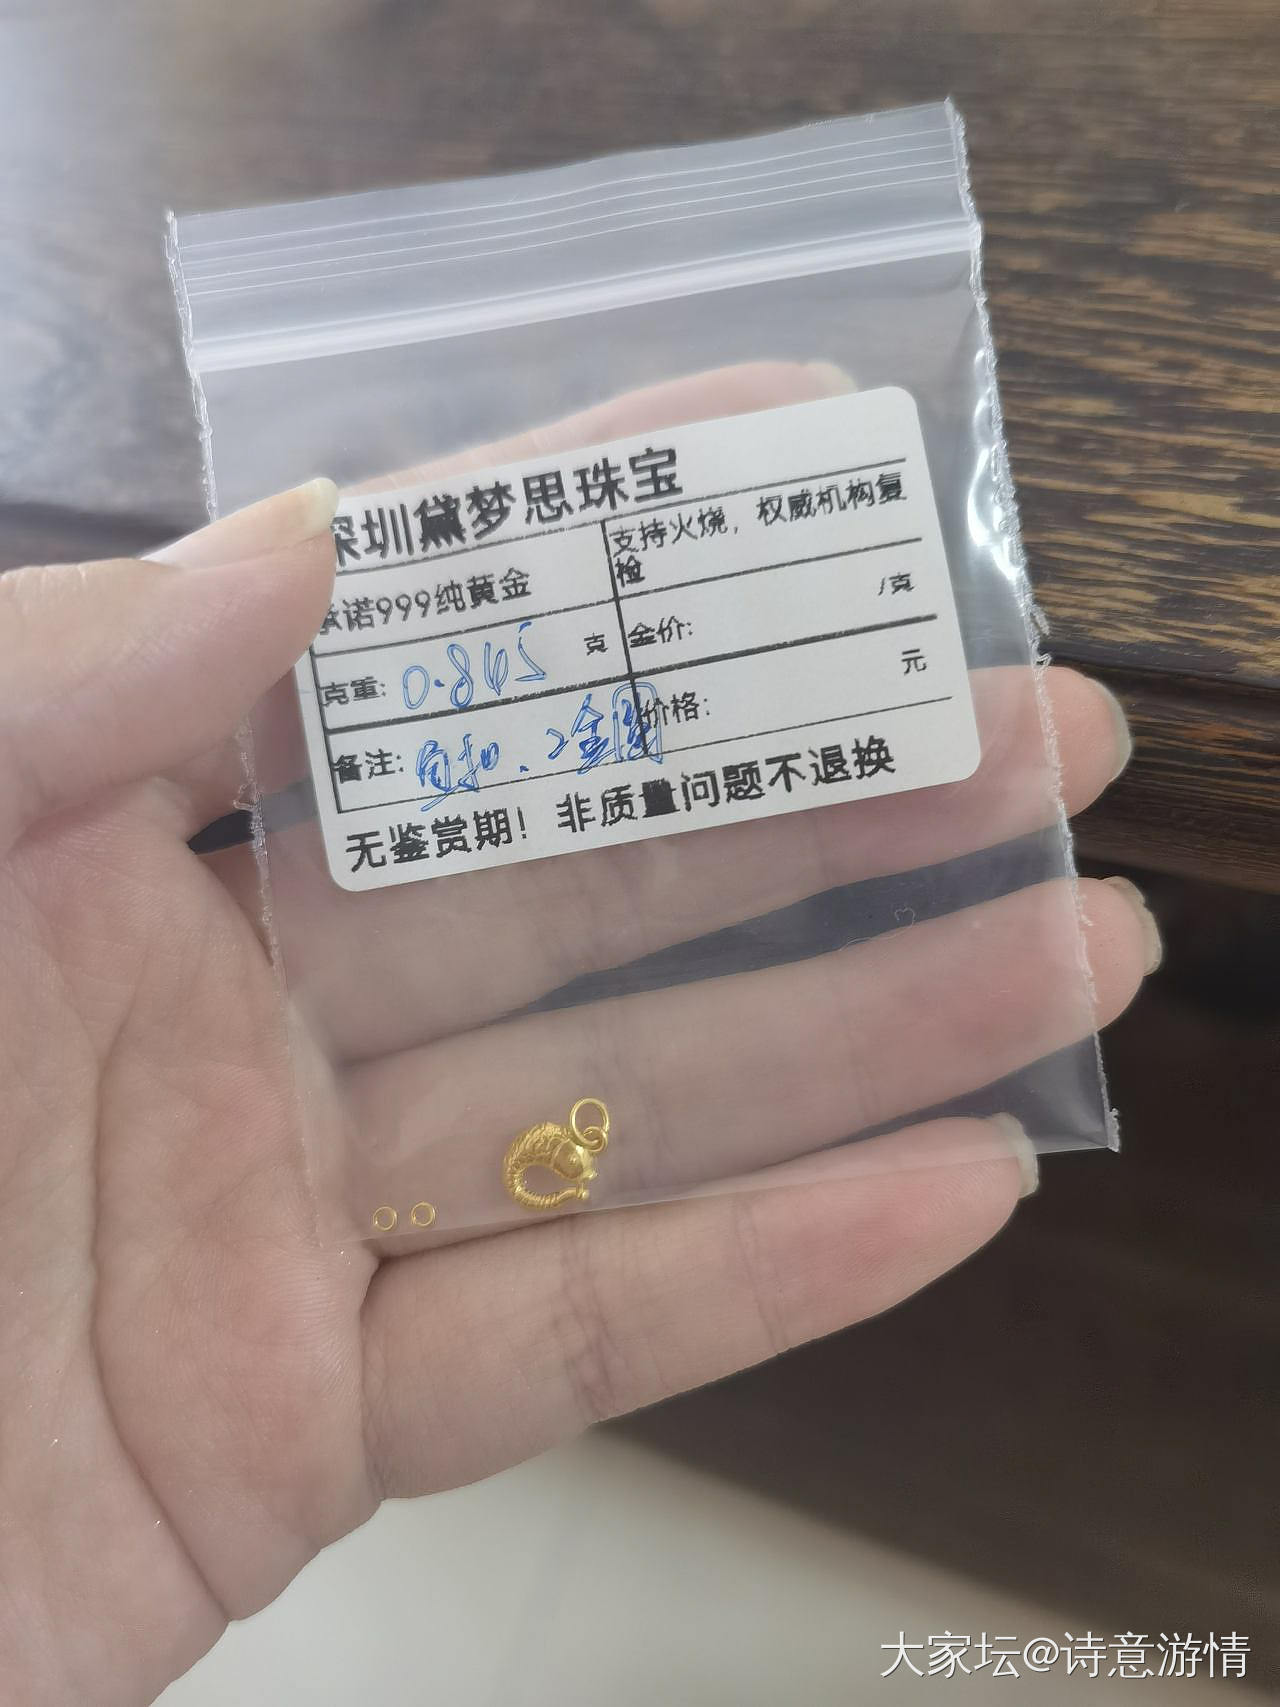 深圳黛梦思珠宝
承诺999纯黄金
支持火烧，权威机构复
检
克重: 0.845 克
金价: /克
备注: 鱼扣.2金圈
价格: 元
无鉴赏期！非质量问题不退换
大家坛@诗意游情